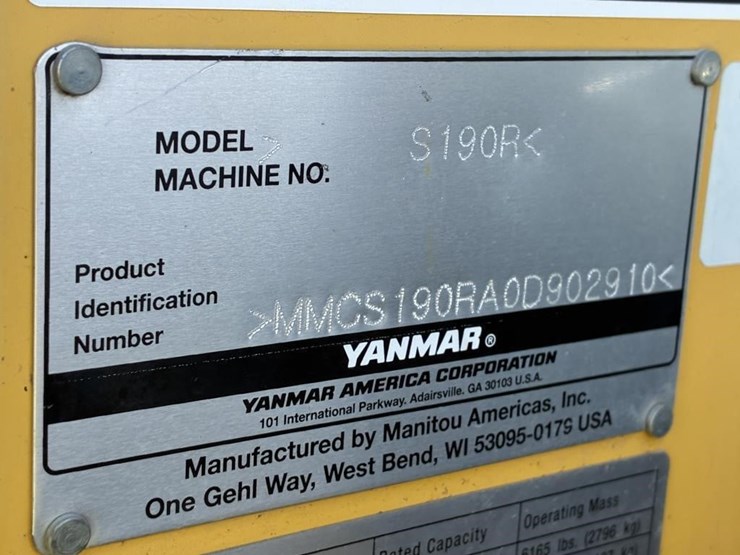 MODEL > S190R<
MACHINE NO.
Product
Identification
Number >MMCS190RA0D902910<
YANMAR®
YANMAR AMERICA CORPORATION
101 International Parkway, Adairsville, GA 30103 U.S.A.
Manufactured by Manitou Americas, Inc.
One Gehl Way, West Bend, WI 53095-0179 USA
Rated Capacity Operating Mass
6165 lbs. (2796 kg)